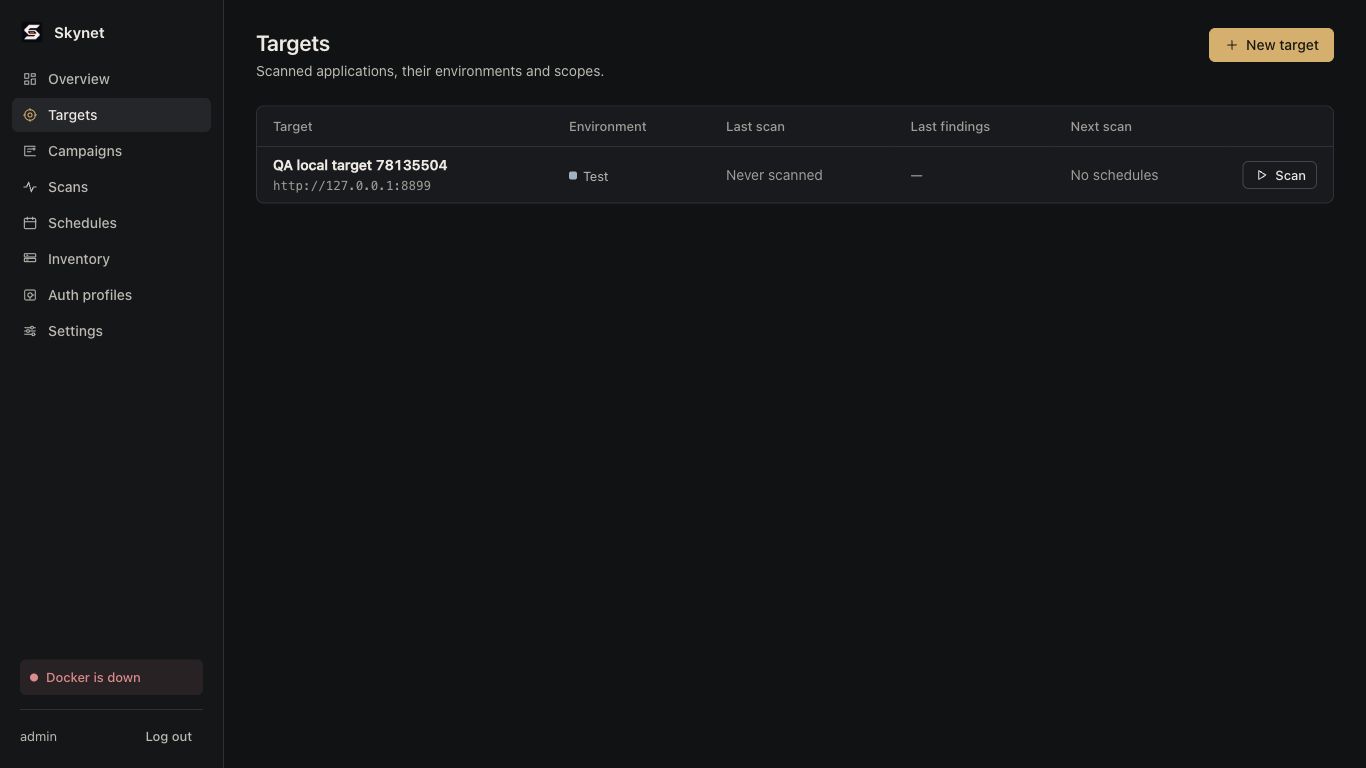 Skynet
Overview
Targets
Campaigns
Scans
Schedules
Inventory
Auth profiles
Settings
Docker is down
admin Log out
Targets
Scanned applications, their environments and scopes.
New target
Target Environment Last scan Last findings Next scan
QA local target 78135504
http://127.0.0.1:8899
Test Never scanned — No schedules Scan